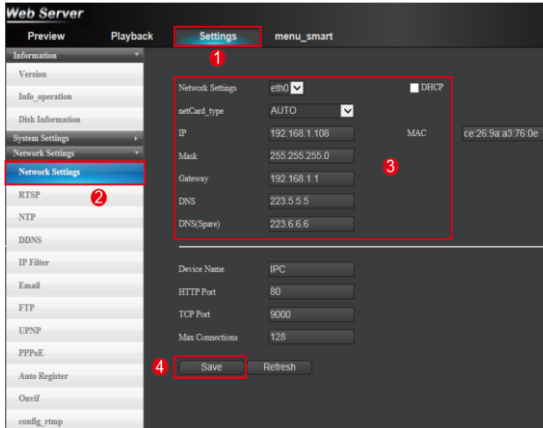 Web Server
Preview Playback Settings menu_smart
1
Information
Version
Info_operation
Disk Information
System Settings
Network Settings
Network Settings
2
RTSP
NTP
DDNS
IP Filter
Email
FTP
UPNP
PPPoE
Auto Register
Onvif
config_rtmp
Network Settings eth0 DHCP
netCard_type AUTO
IP 192.168.1.108 MAC ce:26:9a:a3:76:0e
Mask 255.255.255.0
3
Gateway 192.168.1.1
DNS 223.5.5.5
DNS(Spare) 223.6.6.6
Device Name IPC
HTTP Port 80
TCP Port 9000
Max Connections 128
4 Save Refresh